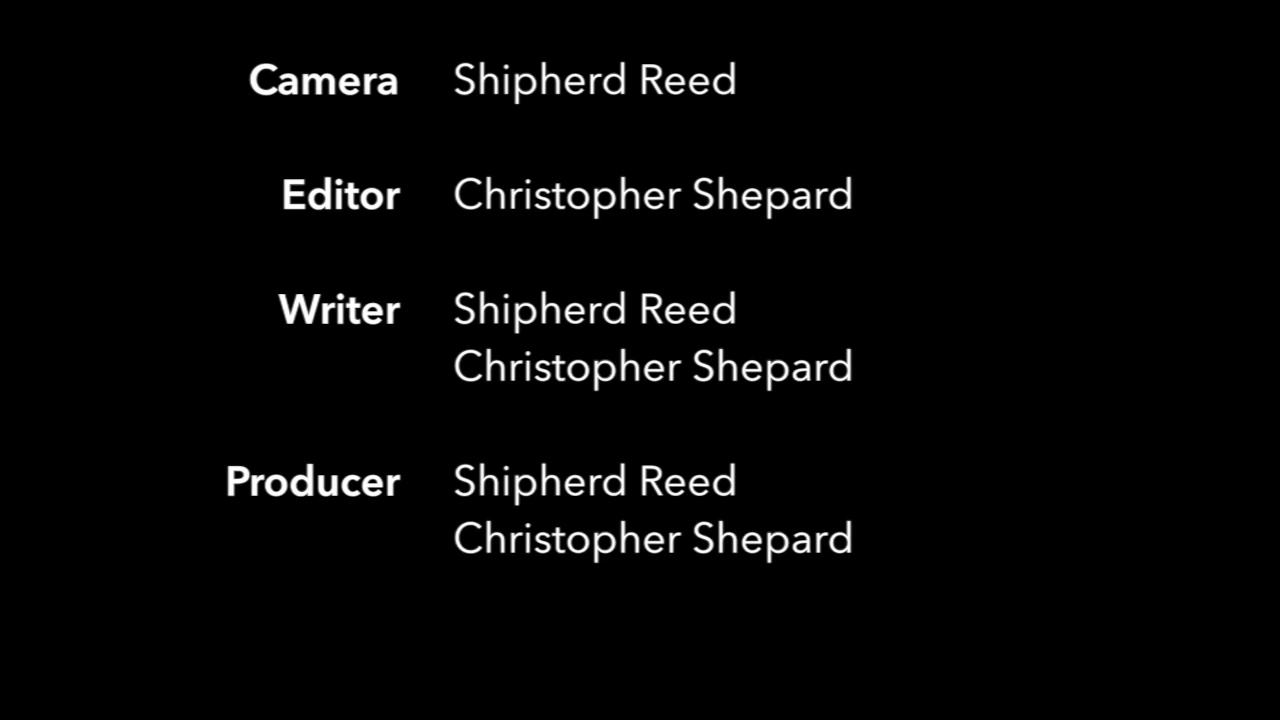 Camera Shipherd Reed
Editor Christopher Shepard
Writer Shipherd Reed
Christopher Shepard
Producer Shipherd Reed
Christopher Shepard